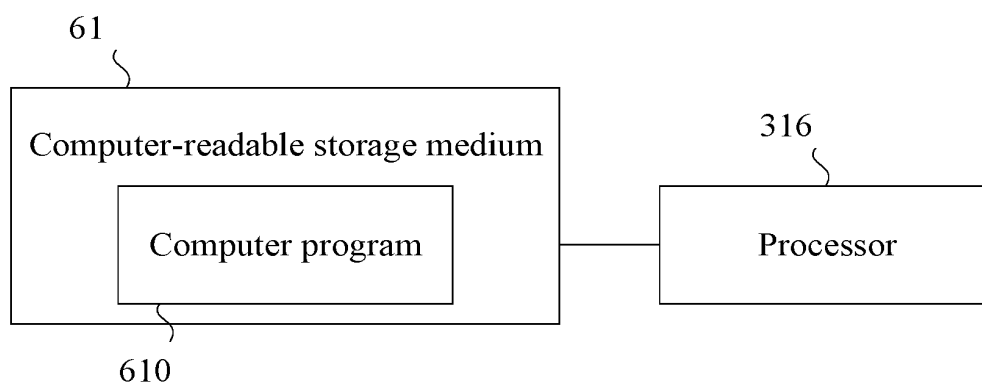 61
Computer-readable storage medium
316
Computer program
Processor
610